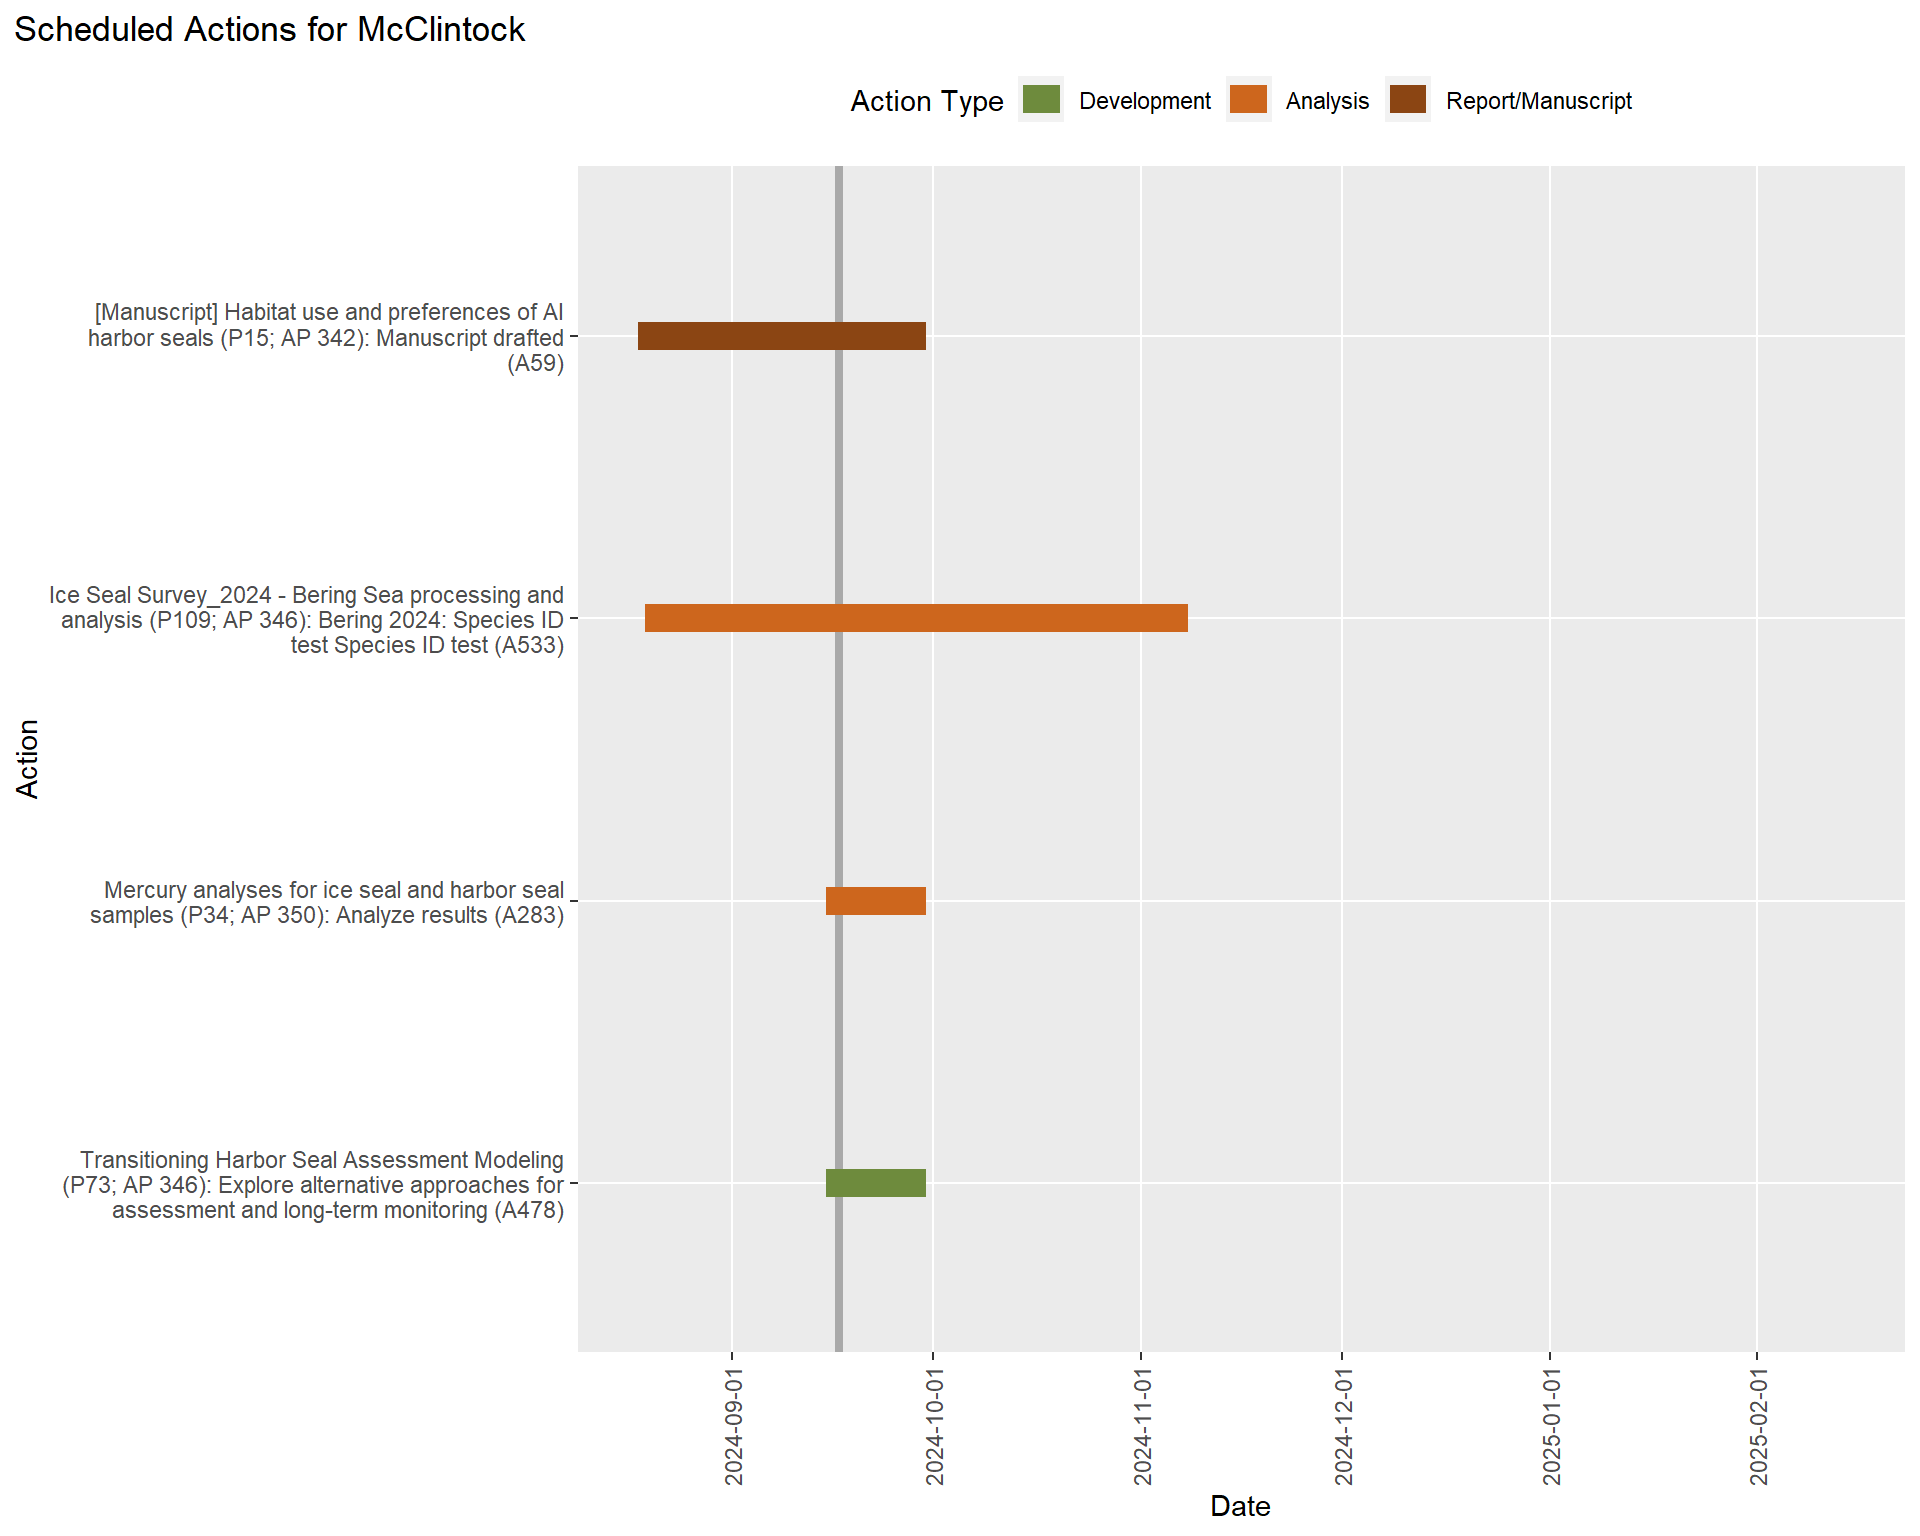 Scheduled Actions for McClintock
Action Type
Development
Analysis
Report/Manuscript
[Manuscript] Habitat use and preferences of AI
harbor seals (P15; AP 342): Manuscript drafted
(A59)
Ice Seal Survey_2024 - Bering Sea processing and
analysis (P109; AP 346): Bering 2024: Species ID
test Species ID test (A533)
Mercury analyses for ice seal and harbor seal
samples (P34; AP 350): Analyze results (A283)
Transitioning Harbor Seal Assessment Modeling
(P73; AP 346): Explore alternative approaches for
assessment and long-term monitoring (A478)
Action
2024-09-01
2024-10-01
2024-11-01
2024-12-01
2025-01-01
2025-02-01
Date